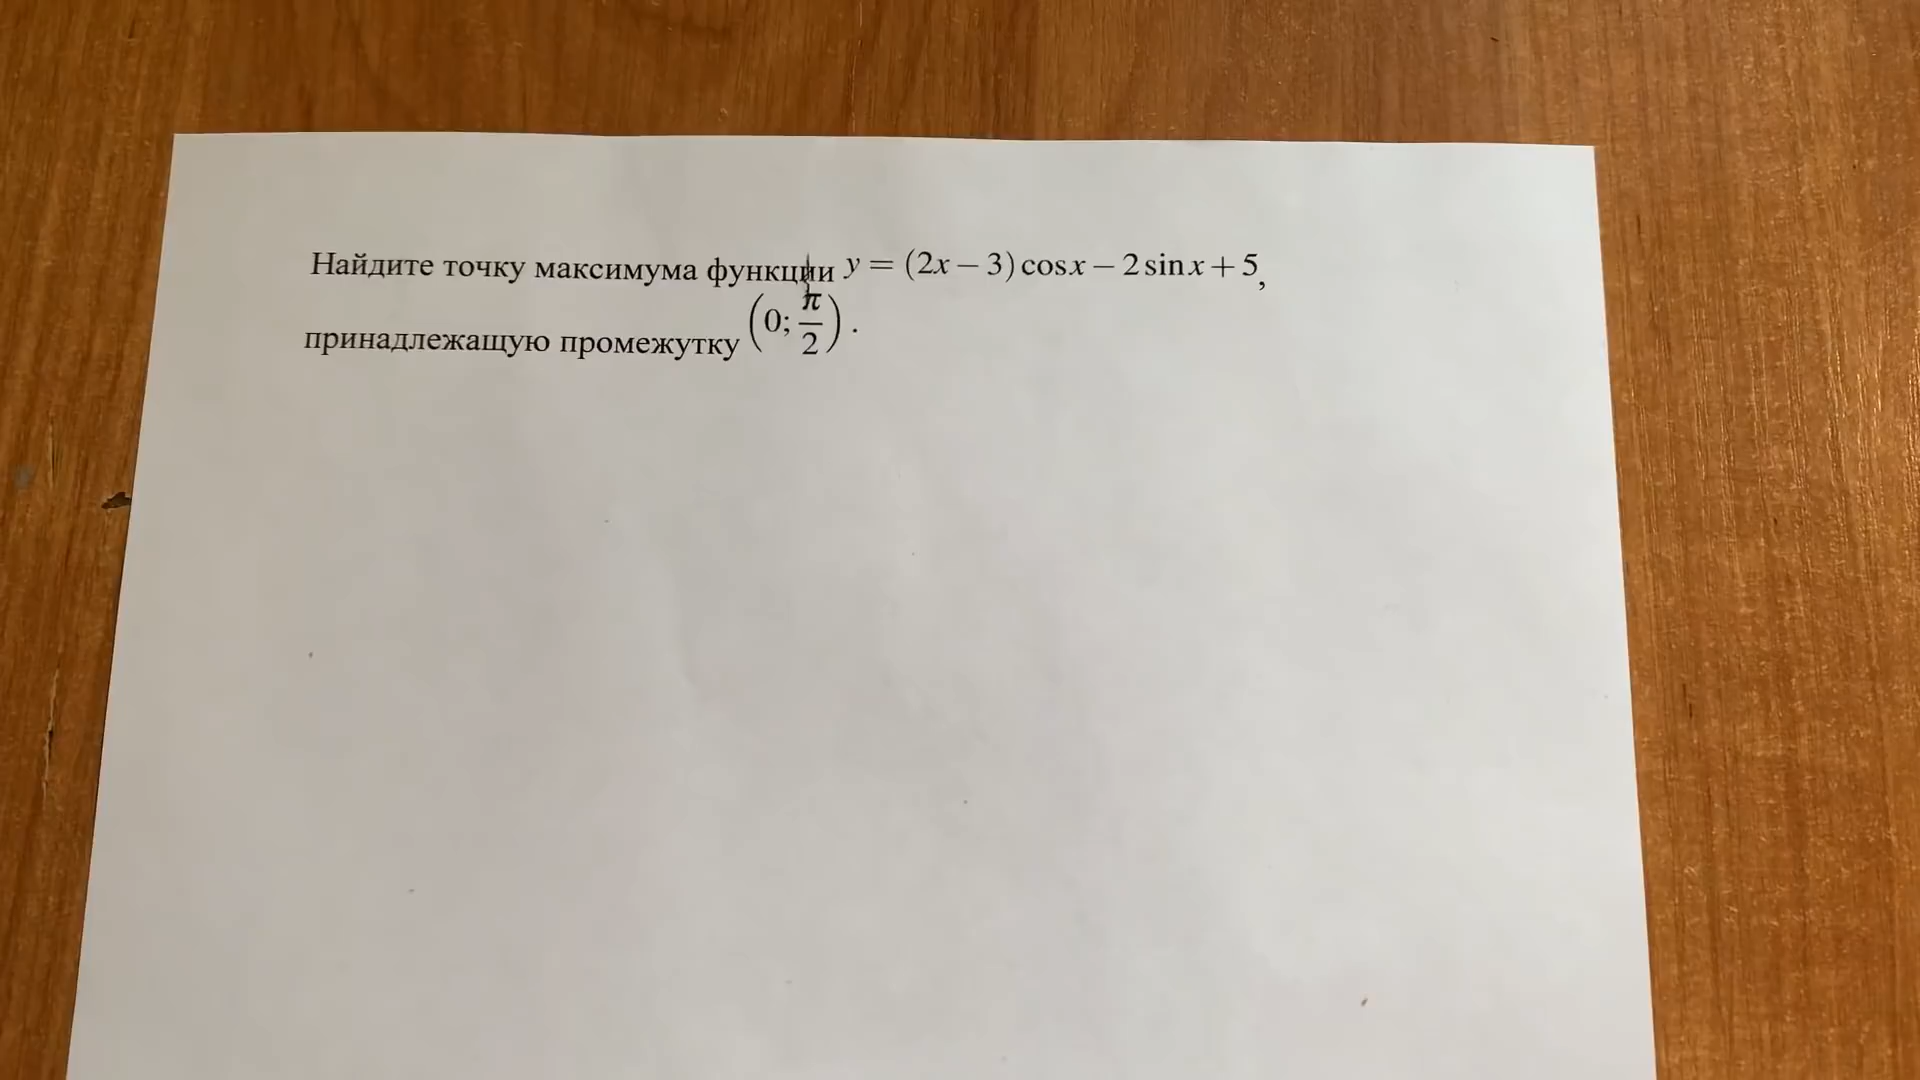 Найдите точку максимума функции y = (2x − 3) cos x − 2 sin x + 5,
принадлежащую промежутку (0; π/2).